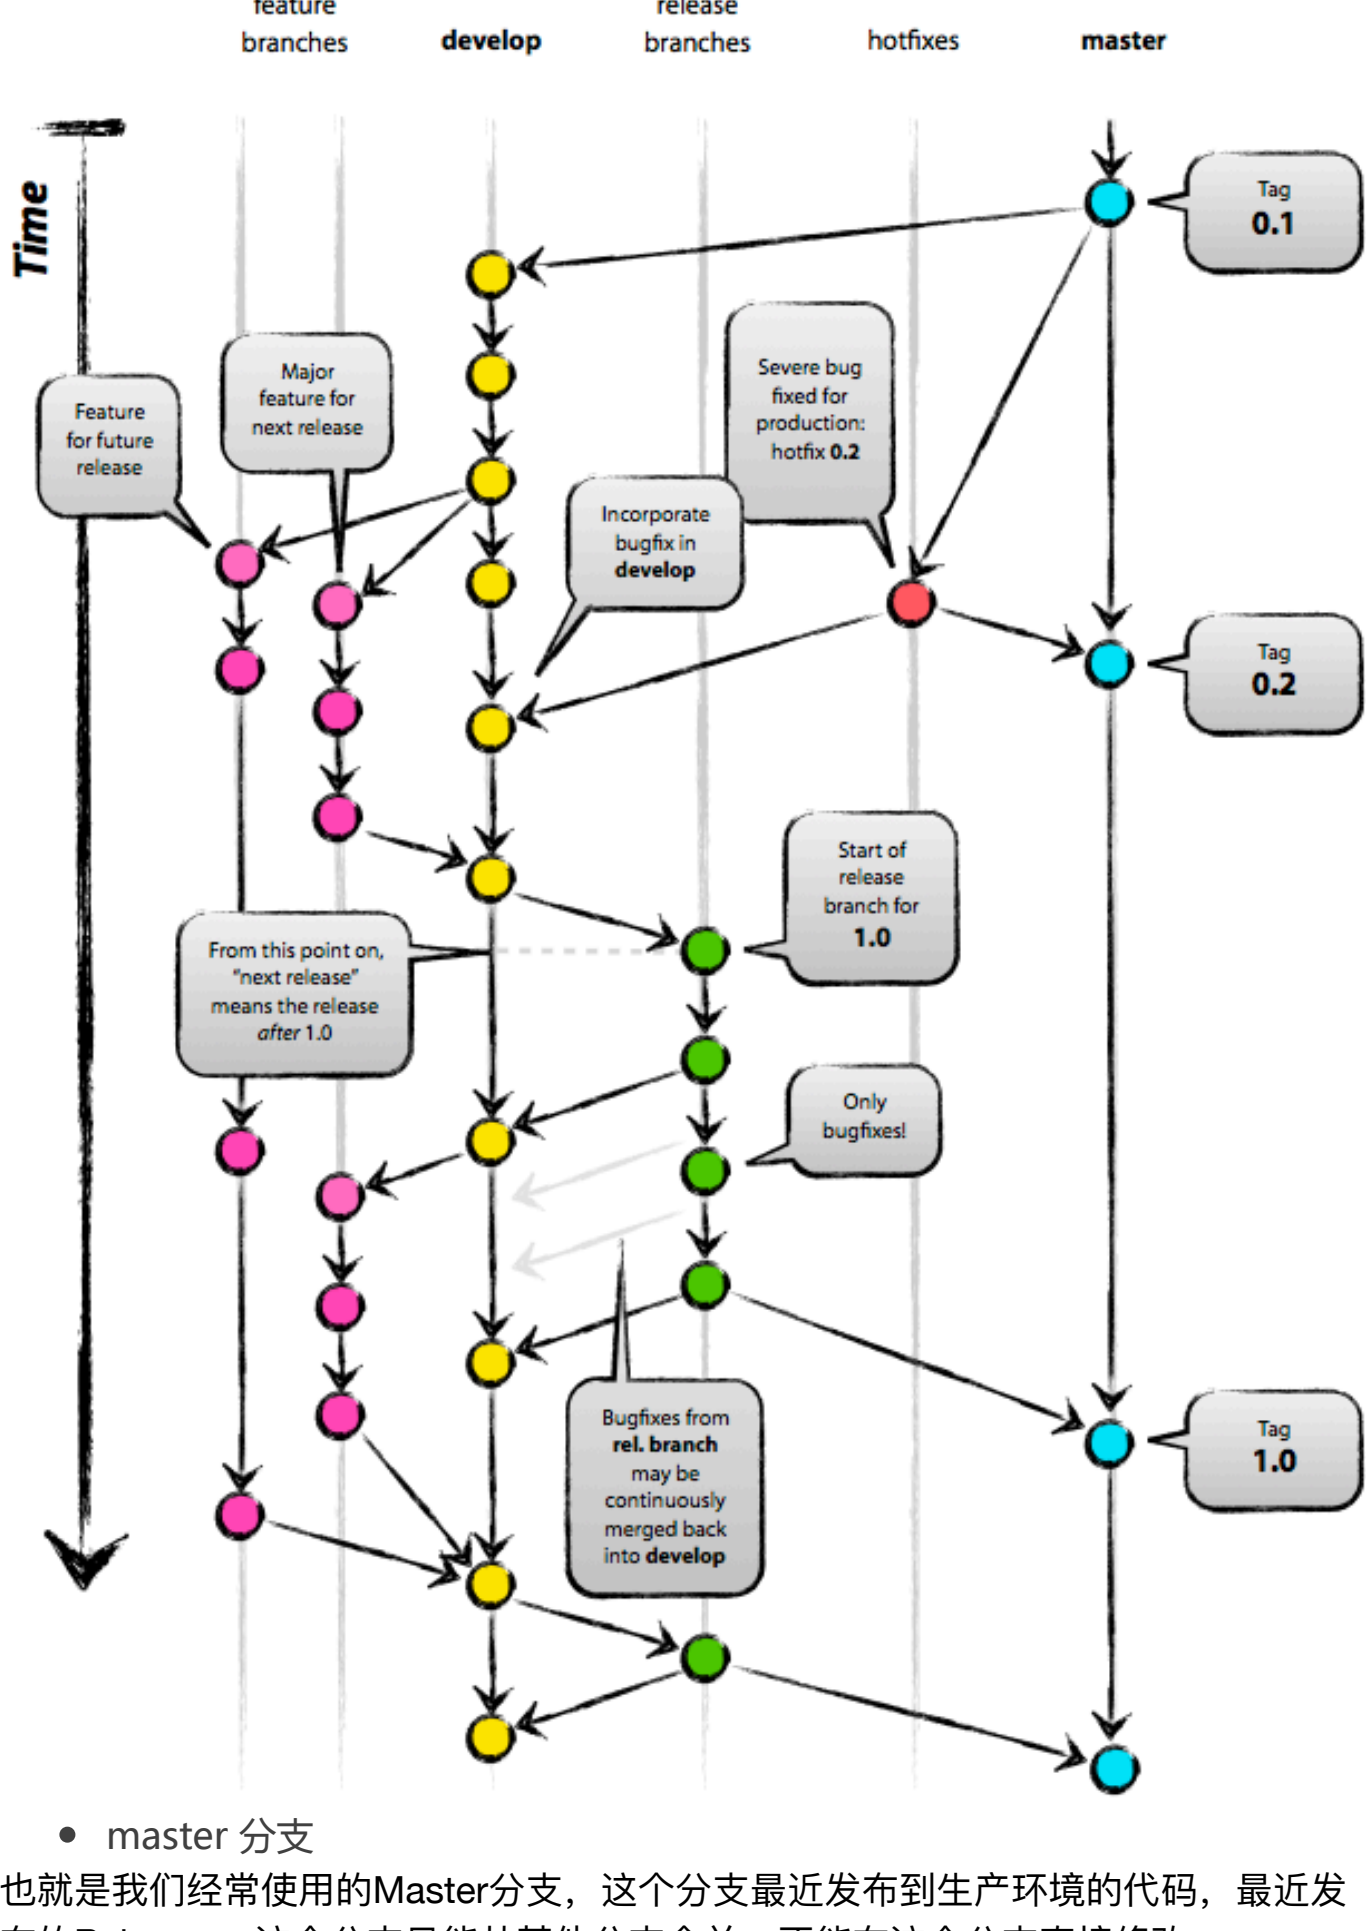 feature
branches
develop
release
branches
hotfixes
master
Time
Tag
0.1
Major
feature for
next release
Feature
for future
release
Severe bug
fixed for
production:
hotfix 0.2
Incorporate
bugfix in
develop
Tag
0.2
Start of
release
branch for
1.0
From this point on,
“next release”
means the release
after 1.0
Only
bugfixes!
Bugfixes from
rel. branch
may be
continuously
merged back
into develop
Tag
1.0
• master 分支
也就是我们经常使用的Master分支，这个分支最近发布到生产环境的代码，最近发